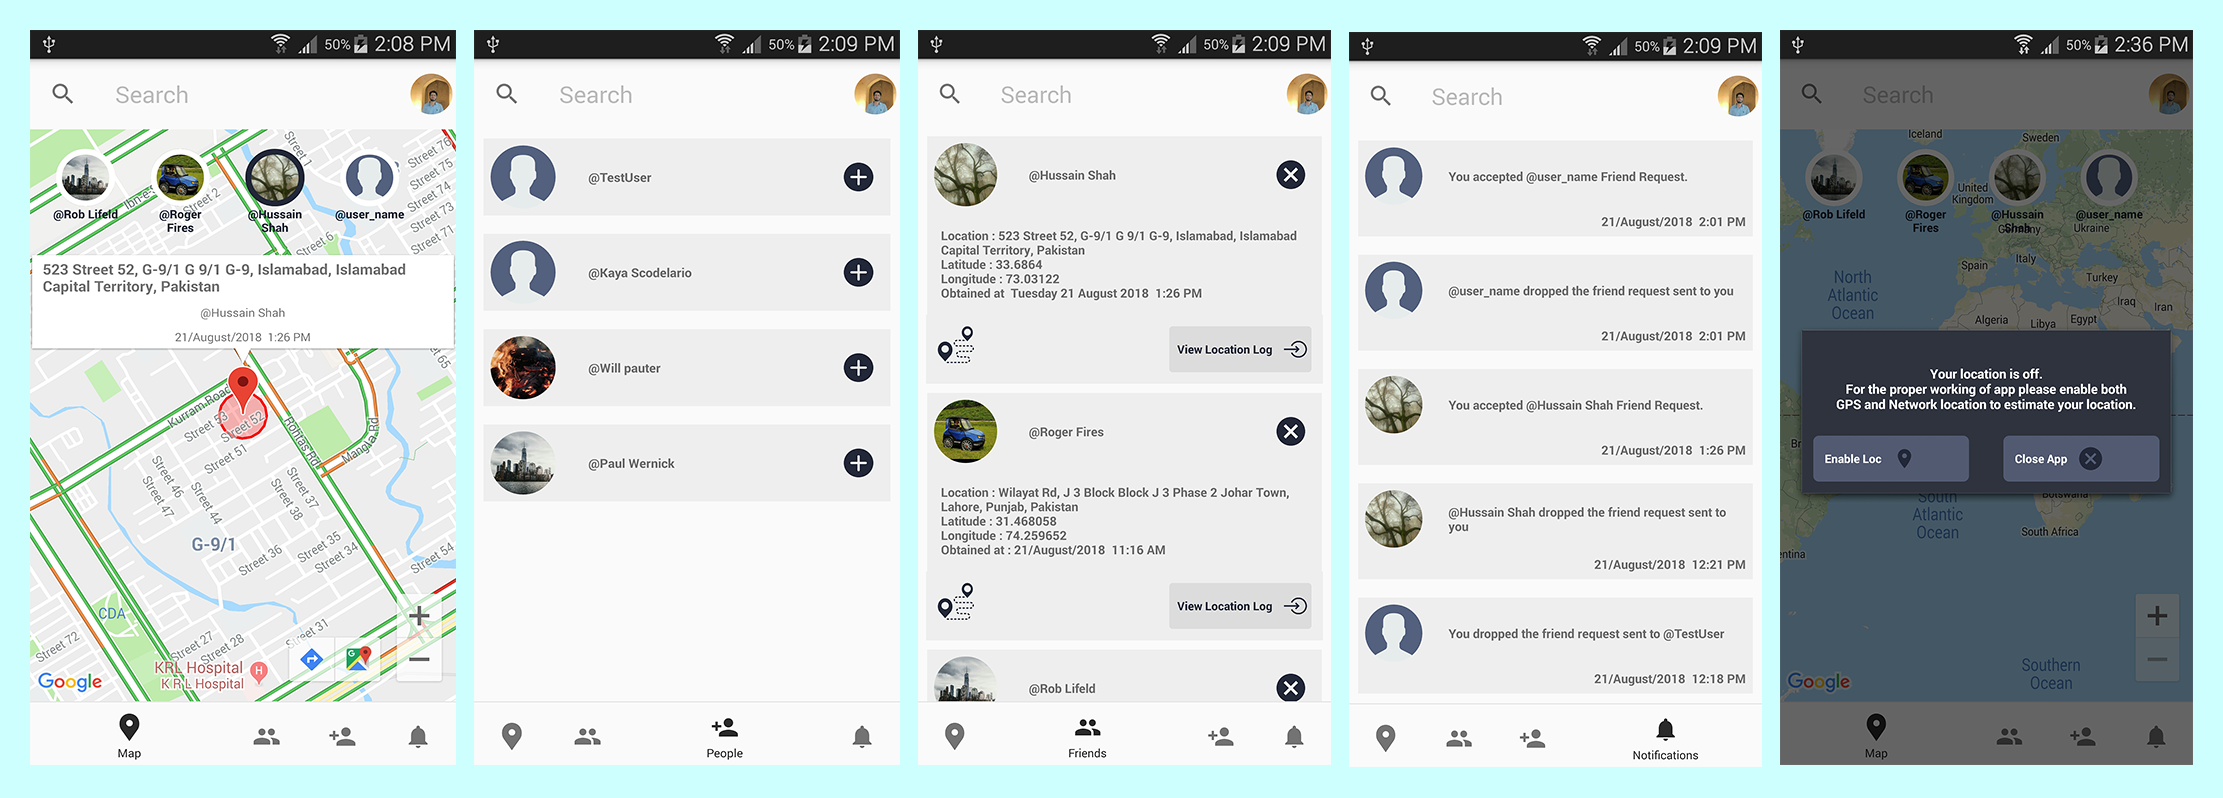 50% 2:08 PM
Search
Street 76
Street 75
Street 74
Street 73
Street 72
Street 71
Street 1
Street 2
Ibn-e-
@Rob Lifeld
@Roger
Fires
@Hussain
Shah
@user_name
523 Street 52, G-9/1 G 9/1 G-9, Islamabad, Islamabad
Capital Territory, Pakistan
@Hussain Shah
21/August/2018 1:26 PM
Street 65
Khurram Road
Street 53
Street 52
Street 51
Rohtas Rd
Mangla Rd
Street 46
Street 44
Street 47
Street 37
Street 38
G-9/1
Street 35
Street 36
Street 34
Street 54
CDA
Street 72
Street 31
Street 27
Street 28
KRL Hospital
K R L Hospital
H
Google
Map
50% 2:09 PM
Search
@TestUser
@Kaya Scodelario
@Will pauter
@Paul Wernick
People
50% 2:09 PM
Search
@Hussain Shah
Location : 523 Street 52, G-9/1 G 9/1 G-9, Islamabad, Islamabad
Capital Territory, Pakistan
Latitude : 33.6864
Longitude : 73.03122
Obtained at Tuesday 21 August 2018 1:26 PM
View Location Log
@Roger Fires
Location : Wilayat Rd, J 3 Block Block J 3 Phase 2 Johar Town,
Lahore, Punjab, Pakistan
Latitude : 31.468058
Longitude : 74.259652
Obtained at : 21/August/2018 11:16 AM
View Location Log
@Rob Lifeld
Friends
50% 2:09 PM
Search
You accepted @user_name Friend Request.
21/August/2018 2:01 PM
@user_name dropped the friend request sent to you
21/August/2018 2:01 PM
You accepted @Hussain Shah Friend Request.
21/August/2018 1:26 PM
@Hussain Shah dropped the friend request sent to
you
21/August/2018 12:21 PM
You dropped the friend request sent to @TestUser
21/August/2018 12:18 PM
Notifications
50% 2:36 PM
Search
Iceland
Sweden
United
Kingdom
@Rob Lifeld
@Roger
Fires
@Hussain
Shah
@user_name
Ukraine
Spain
Italy
Turkey
North
Atlantic
Ocean
Iraq
Iran
Algeria
Libya
Egypt
Your location is off.
For the proper working of app please enable both
GPS and Network location to estimate your location.
Enable Loc
Close App
Botswana
South
Atlantic
Ocean
South Africa
entina
Southern
Ocean
Google
Map